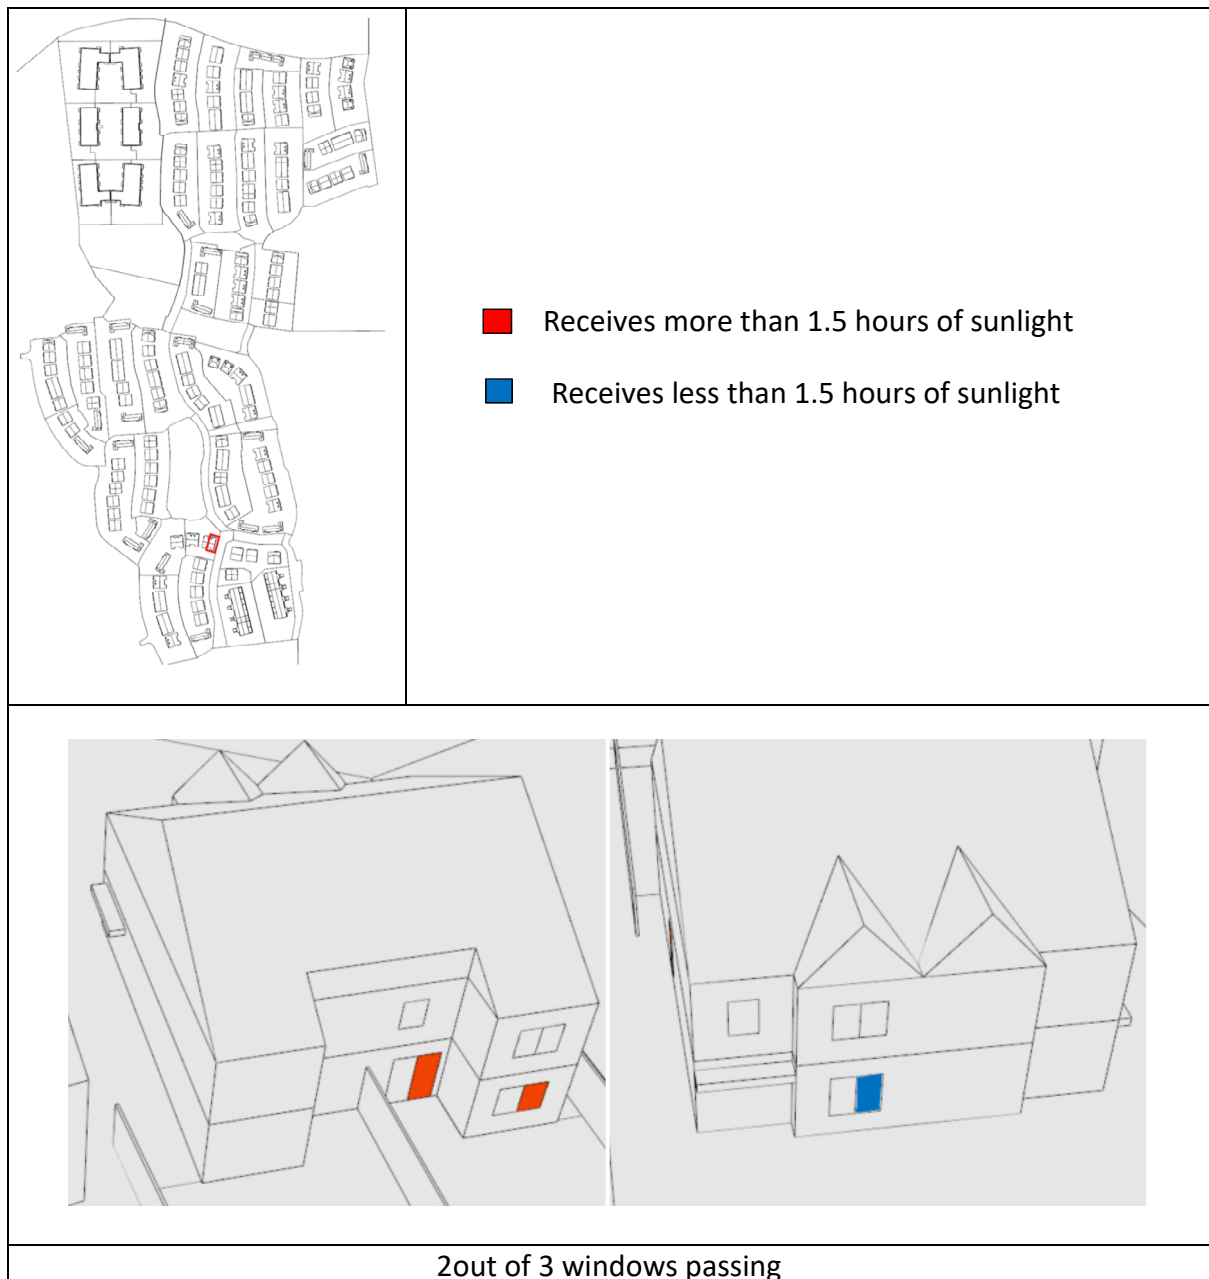 Receives more than 1.5 hours of sunlight
Receives less than 1.5 hours of sunlight
2out of 3 windows passing